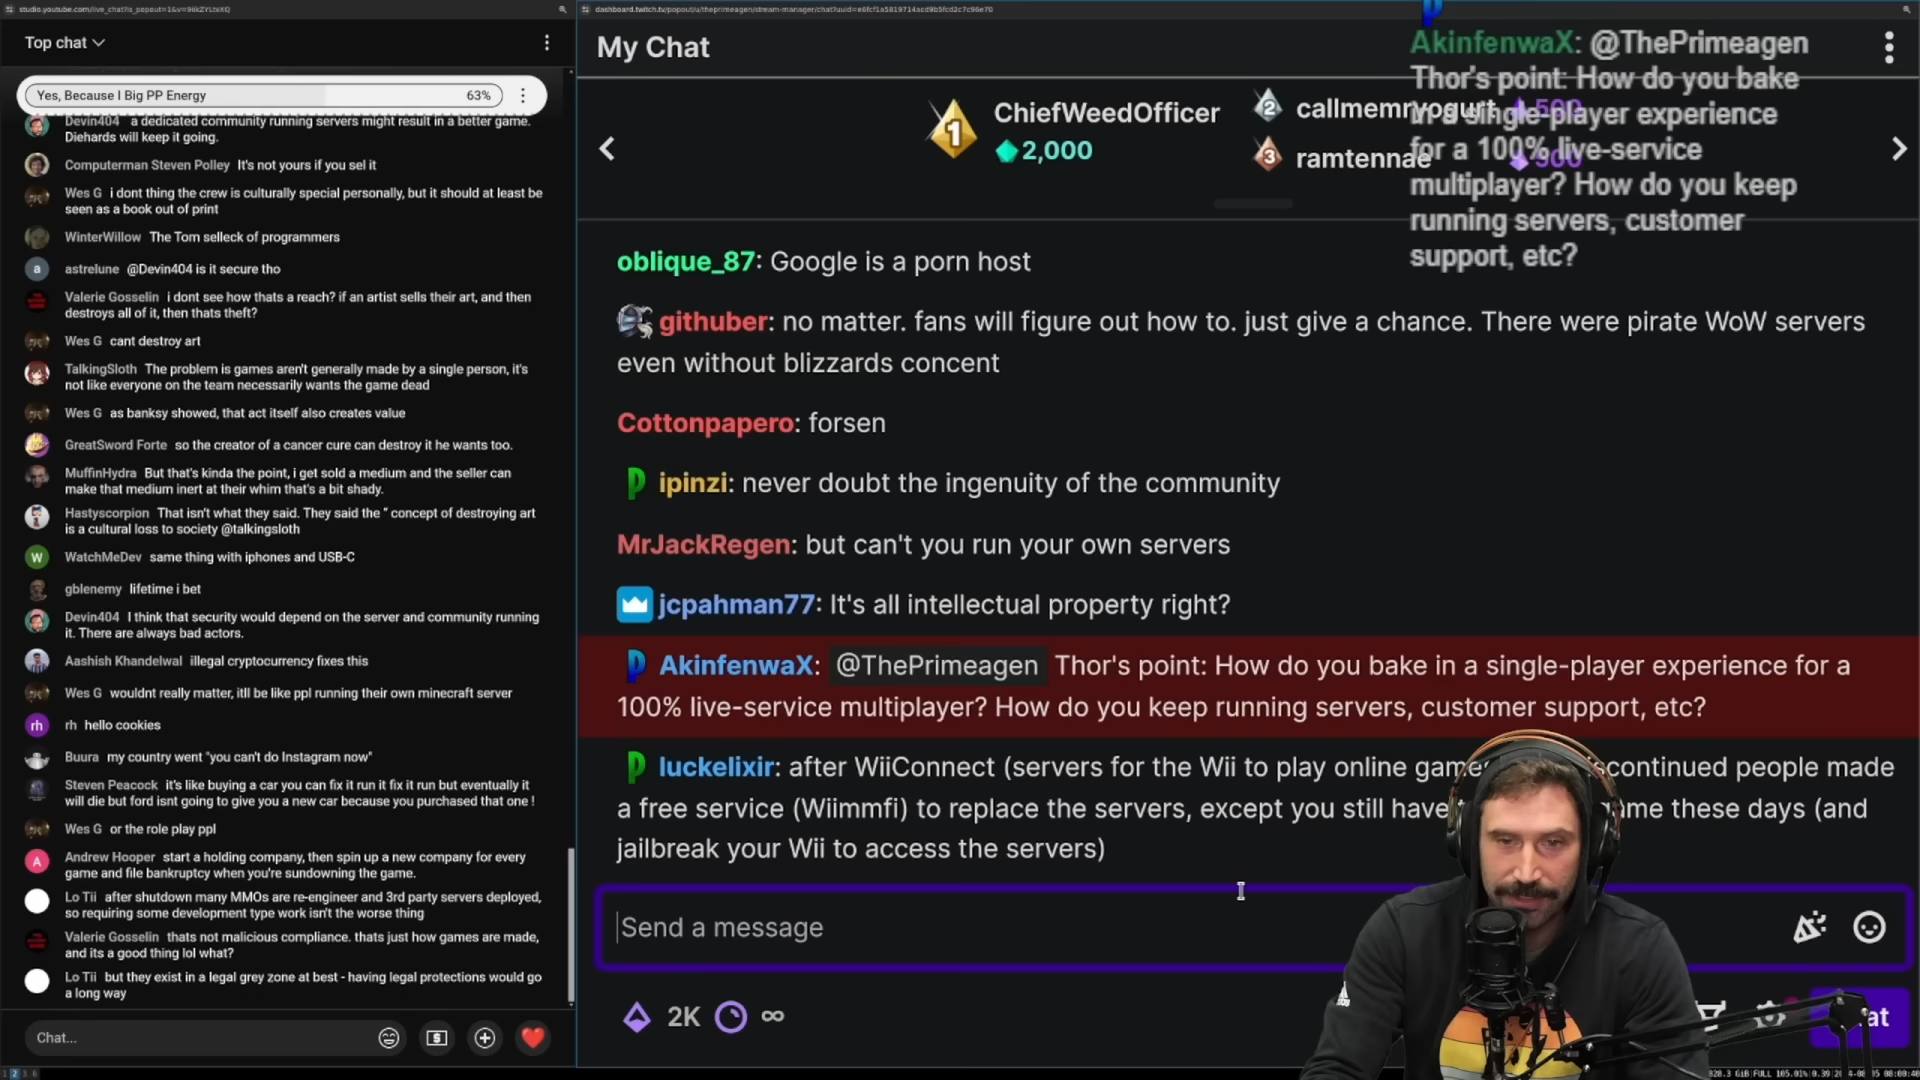 studio.youtube.com/live_chat?is_popout=1&v=
Top chat
Yes, Because I Big PP Energy 63%
Devin404 a dedicated community running servers might result in a better game.
Diehards will keep it going.
Computerman Steven Polley It's not yours if you sel it
Wes G i dont thing the crew is culturally special personally, but it should at least be
seen as a book out of print
WinterWillow The Tom selleck of programmers
a astrelune @Devin404 is it secure tho
Valerie Gosselin i dont see how thats a reach? if an artist sells their art, and then
destroys all of it, then thats theft?
Wes G cant destroy art
TalkingSloth The problem is games aren't generally made by a single person, it's
not like everyone on the team necessarily wants the game dead
Wes G as banksy showed, that act itself also creates value
GreatSword Forte so the creator of a cancer cure can destroy it he wants too.
MuffinHydra But that's kinda the point, i get sold a medium and the seller can
make that medium inert at their whim that's a bit shady.
Hastyscorpion That isn't what they said. They said the " concept of destroying art
is a cultural loss to society @talkingsloth
W WatchMeDev same thing with iphones and USB-C
gblenemy lifetime i bet
Devin404 I think that security would depend on the server and community running
it. There are always bad actors.
Aashish Khandelwal illegal cryptocurrency fixes this
Wes G wouldnt really matter, itll be like ppl running their own minecraft server
rh rh hello cookies
Buura my country went "you can't do Instagram now"
Steven Peacock it's like buying a car you can fix it run it fix it run but eventually it
will die but ford isnt going to give you a new car because you purchased that one !
Wes G or the role play ppl
A Andrew Hooper start a holding company, then spin up a new company for every
game and file bankruptcy when you're sundowning the game.
Lo Tii after shutdown many MMOs are re-engineer and 3rd party servers deployed,
so requiring some development type work isn't the worse thing
Valerie Gosselin thats not malicious compliance. thats just how games are made,
and its a good thing lol what?
Lo Tii but they exist in a legal grey zone at best - having legal protections would go
a long way
Chat...
My Chat
1 ChiefWeedOfficer
2,000
2 callmemryogurt 500
3 ramtennae 500
AkinfenwaX: @ThePrimeagen
Thor's point: How do you bake
in a single-player experience
for a 100% live-service
multiplayer? How do you keep
running servers, customer
support, etc?
oblique_87: Google is a porn host
githuber: no matter. fans will figure out how to. just give a chance. There were pirate WoW servers
even without blizzards concent
Cottonpapero: forsen
ipinzi: never doubt the ingenuity of the community
MrJackRegen: but can't you run your own servers
jcpahman77: It's all intellectual property right?
AkinfenwaX: @ThePrimeagen Thor's point: How do you bake in a single-player experience for a
100% live-service multiplayer? How do you keep running servers, customer support, etc?
luckelixir: after WiiConnect (servers for the Wii to play online game continued people made
a free service (Wiimmfi) to replace the servers, except you still have me these days (and
jailbreak your Wii to access the servers)
Send a message
2K ∞
at